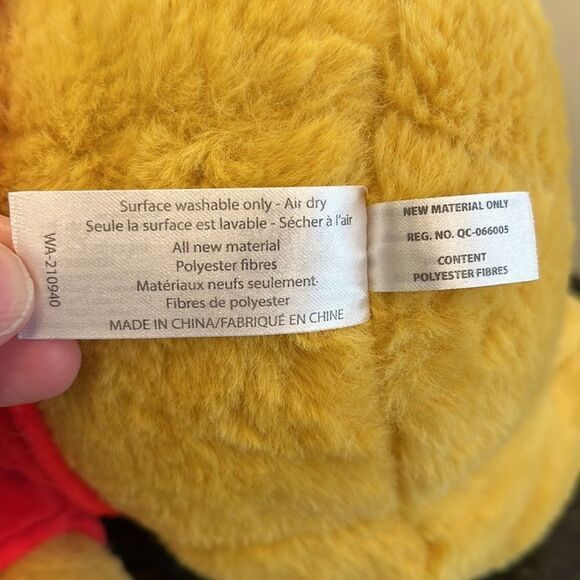 Surface washable only - Air dry
Seule la surface est lavable - Sécher à l'air
All new material
Polyester fibres
Matériaux neufs seulement
Fibres de polyester
MADE IN CHINA/FABRIQUÉ EN CHINE
WA-210940
NEW MATERIAL ONLY
REG. NO. QC-066005
CONTENT
POLYESTER FIBRES